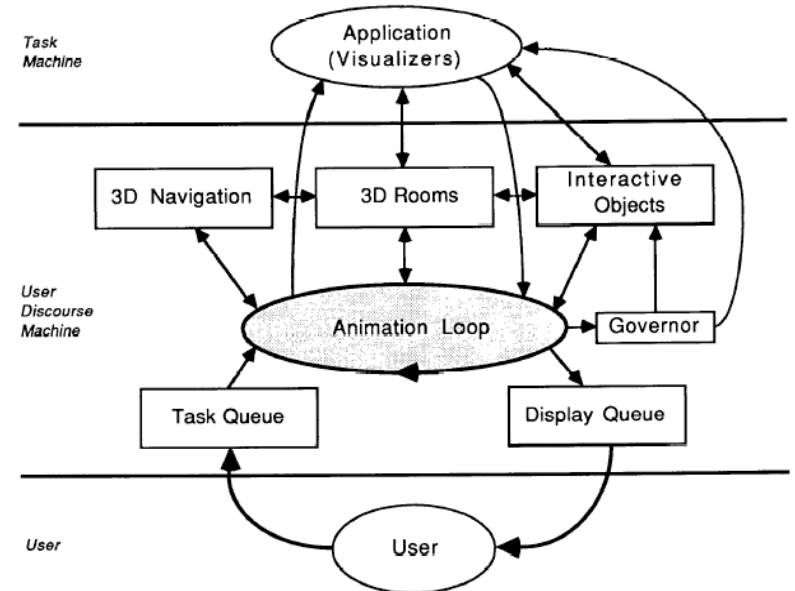 Task
Machine
Application
(Visualizers)
3D Navigation
3D Rooms
Interactive
Objects
User
Discourse
Machine
Animation Loop
Governor
Task Queue
Display Queue
User
User